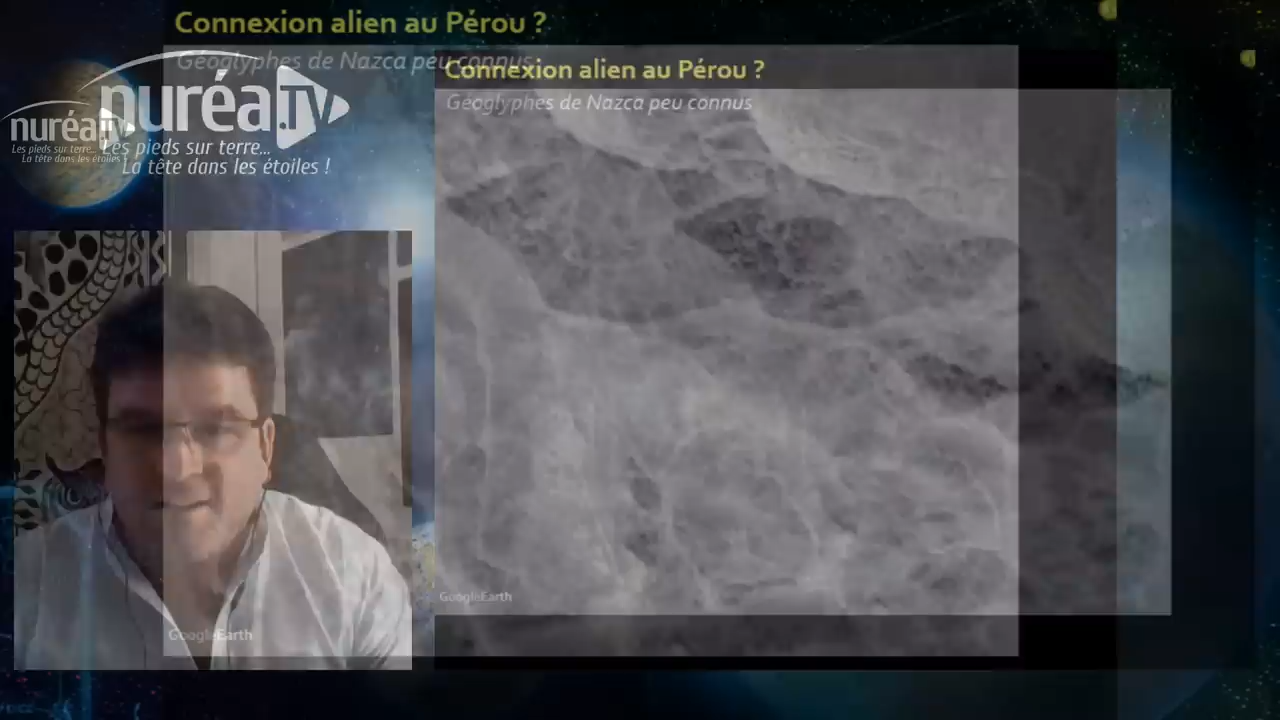 Connexion alien au Pérou ?
Géoglyphes de Nazca peu connus
Connexion alien au Pérou ?
Géoglyphes de Nazca peu connus
nuréa.TV
Les pieds sur terre...
La tête dans les étoiles !
nuréa
Les pieds sur terre...
La tête dans les étoiles
GoogleEarth
GoogleEarth